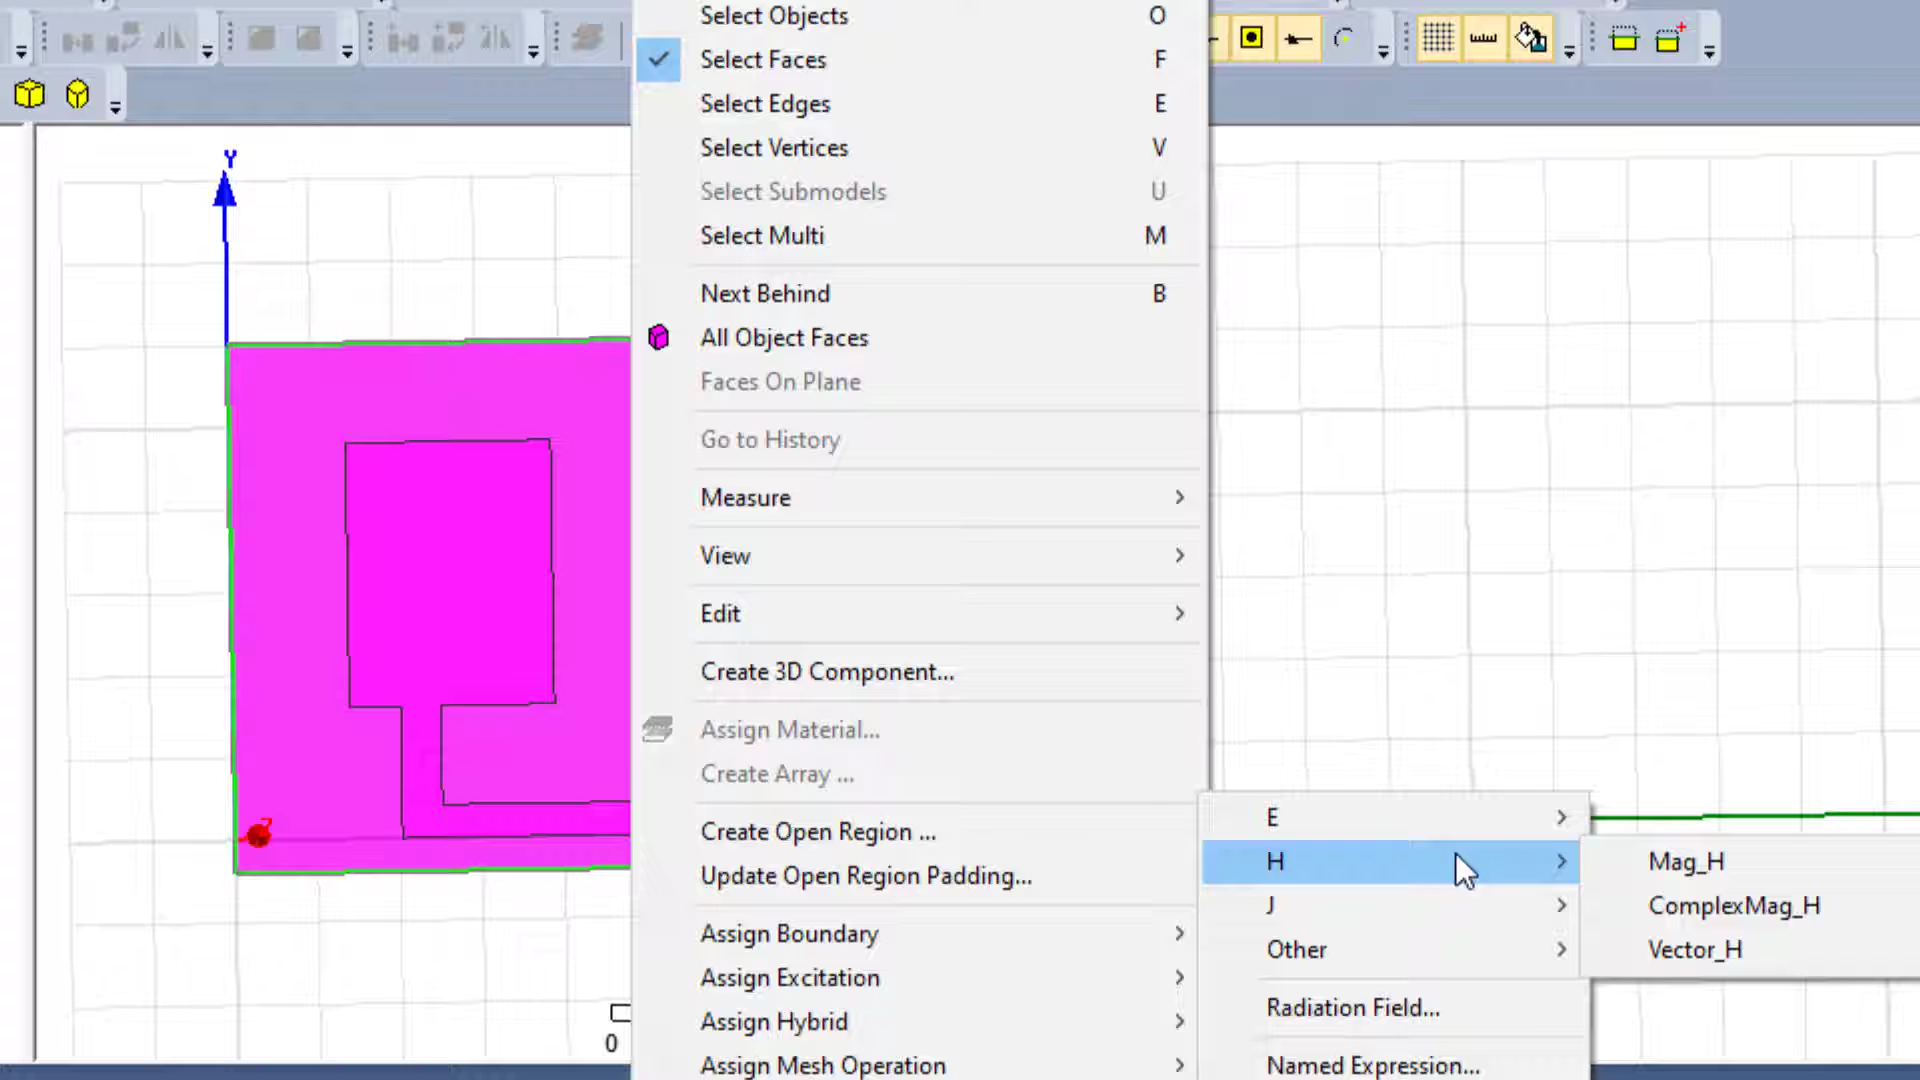 Select Objects O
Select Faces F
Select Edges E
Select Vertices V
Select Submodels U
Select Multi M
Next Behind B
All Object Faces
Faces On Plane
Go to History
Measure
View
Edit
Create 3D Component...
Assign Material...
Create Array ...
Create Open Region ...
Update Open Region Padding...
Assign Boundary
Assign Excitation
Assign Hybrid
Assign Mesh Operation
E
H
J
Other
Radiation Field...
Named Expression...
Mag_H
ComplexMag_H
Vector_H
Y
0